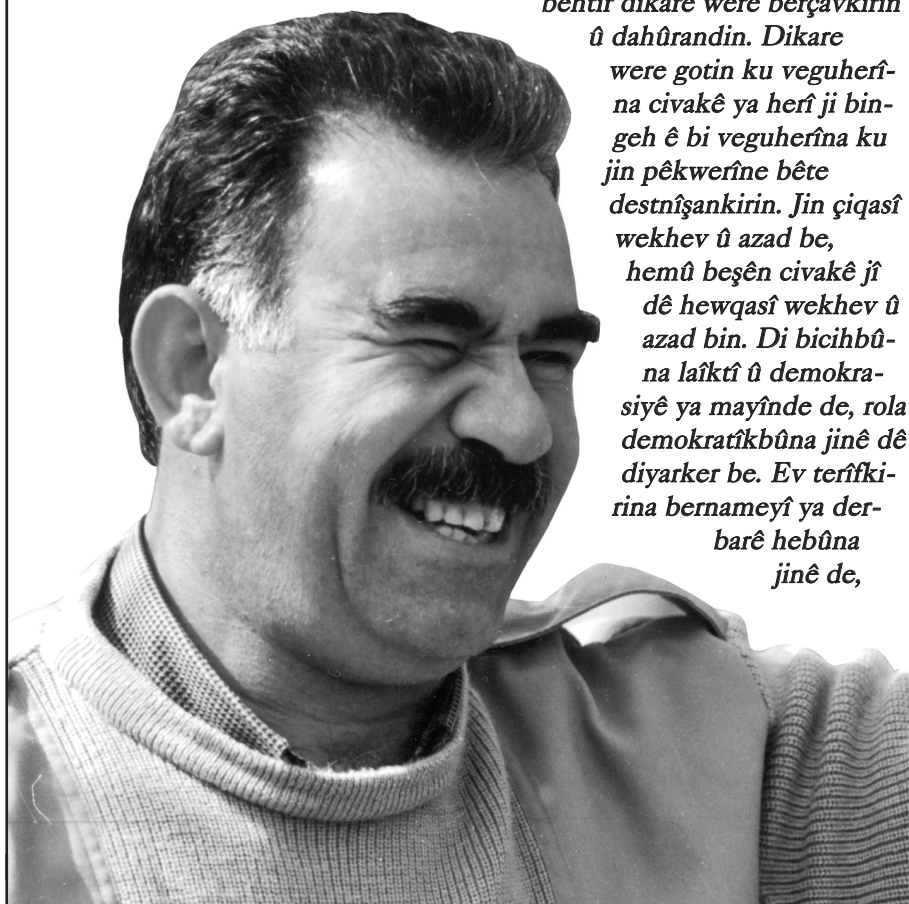 bêhtir dikare were berçavkirin
û dahûrandin. Dikare
were gotin ku veguherî-
na civakê ya herî ji bin-
geh ê bi veguherîna ku
jin pêkwerîne bête
destnîşankirin. Jin çiqasî
wekhev û azad be,
hemû beşên civakê jî
dê hewqasî wekhev û
azad bin. Di bicihbû-
na laîktî û demokra-
siyê ya mayînde de, rola
demokratîkbûna jinê dê
diyarker be. Ev terîfki-
rina bernameyî ya der-
barê hebûna
jinê de,